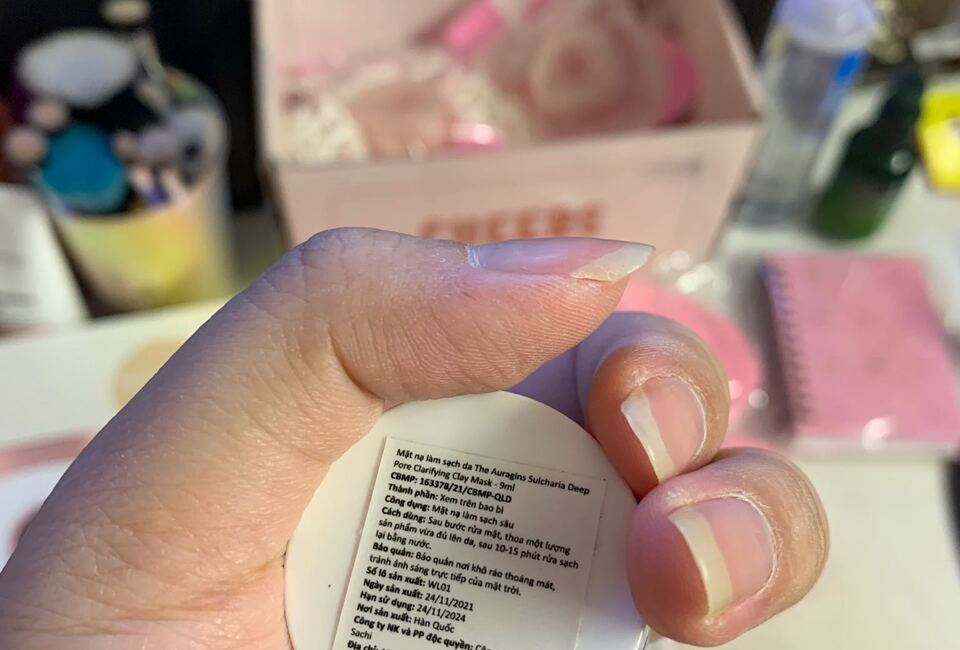 CHEERS
Mặt nạ làm sạch da The Auragins Sulcharia Deep
Pore Clarifying Clay Mask - 9ml
CBMP: 163378/21/CBMP-QLD
Thành phần: Xem trên bao bì
Công dụng: Mặt nạ làm sạch sâu
Cách dùng: Sau bước rửa mặt, thoa một lượng
sản phẩm vừa đủ lên da, sau 10-15 phút rửa sạch
lại bằng nước.
Bảo quản: Bảo quản nơi khô ráo thoáng mát,
tránh ánh sáng trực tiếp của mặt trời.
Số lô sản xuất: WL01
Ngày sản xuất: 24/11/2021
Hạn sử dụng: 24/11/2024
Nơi sản xuất: Hàn Quốc
Công ty NK và PP độc quyền:
Sachi
Địa chỉ: